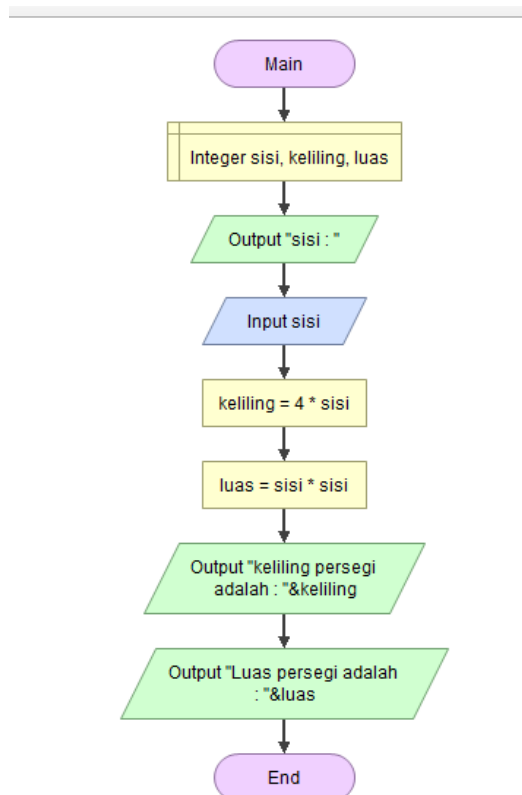 Main
Integer sisi, keliling, luas
Output "sisi : "
Input sisi
keliling = 4 * sisi
luas = sisi * sisi
Output "keliling persegi
adalah : "&keliling
Output "Luas persegi adalah
: "&luas
End